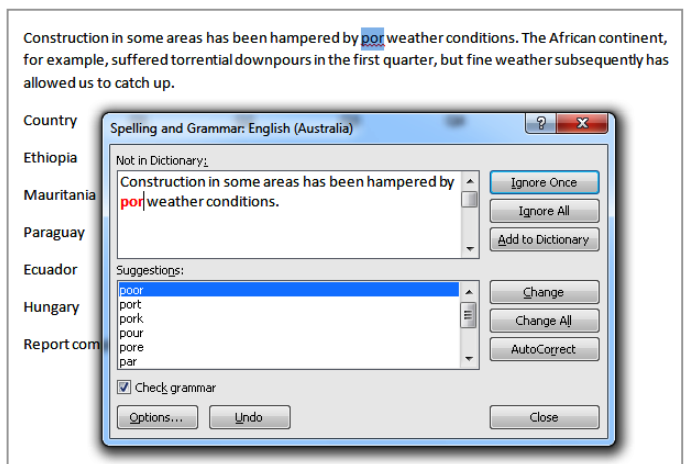 Construction in some areas has been hampered by por weather conditions. The African continent,
for example, suffered torrential downpours in the first quarter, but fine weather subsequently has
allowed us to catch up.
Country
Spelling and Grammar: English (Australia)
Ethiopia
Not in Dictionary:
Construction in some areas has been hampered by
por weather conditions.
Ignore Once
Mauritania
Ignore All
Paraguay
Add to Dictionary
Ecuador
Suggestions:
poor
port
pork
pour
pore
par
Change
Hungary
Change All
Report com
AutoCorrect
Check grammar
Options...
Undo
Close